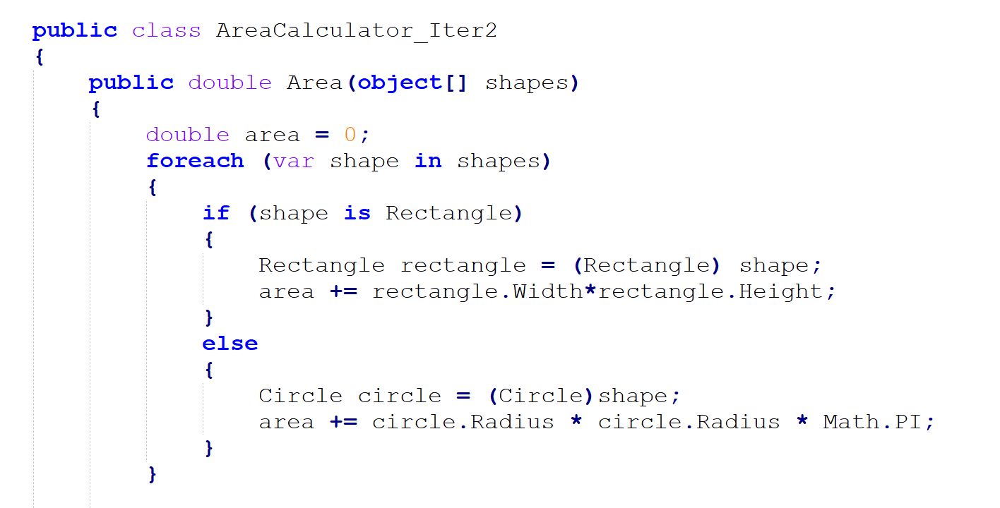 public class AreaCalculator_Iter2
{
    public double Area(object[] shapes)
    {
        double area = 0;
        foreach (var shape in shapes)
        {
            if (shape is Rectangle)
            {
                Rectangle rectangle = (Rectangle) shape;
                area += rectangle.Width*rectangle.Height;
            }
            else
            {
                Circle circle = (Circle)shape;
                area += circle.Radius * circle.Radius * Math.PI;
            }
        }